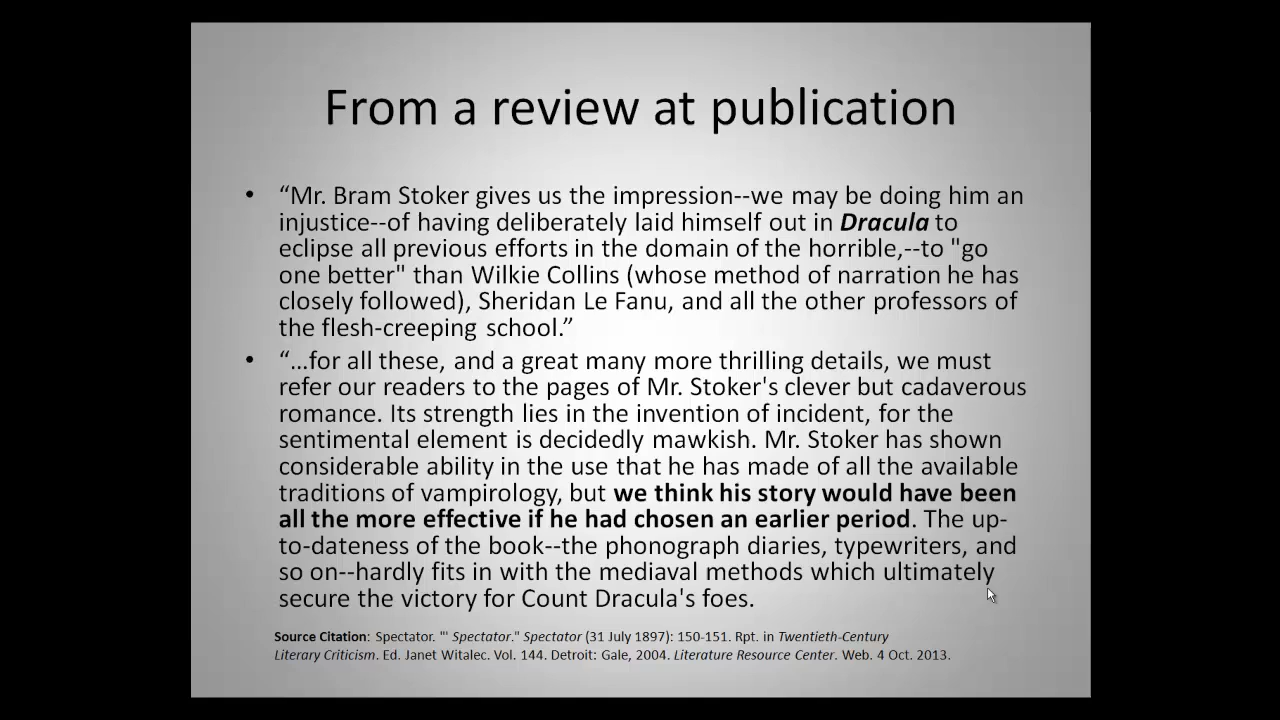 From a review at publication
• “Mr. Bram Stoker gives us the impression--we may be doing him an
injustice--of having deliberately laid himself out in Dracula to
eclipse all previous efforts in the domain of the horrible,--to "go
one better" than Wilkie Collins (whose method of narration he has
closely followed), Sheridan Le Fanu, and all the other professors of
the flesh-creeping school.”
• “…for all these, and a great many more thrilling details, we must
refer our readers to the pages of Mr. Stoker's clever but cadaverous
romance. Its strength lies in the invention of incident, for the
sentimental element is decidedly mawkish. Mr. Stoker has shown
considerable ability in the use that he has made of all the available
traditions of vampirology, but we think his story would have been
all the more effective if he had chosen an earlier period. The up-
to-dateness of the book--the phonograph diaries, typewriters, and
so on--hardly fits in with the mediaval methods which ultimately
secure the victory for Count Dracula's foes.
Source Citation: Spectator. "' Spectator." Spectator (31 July 1897): 150-151. Rpt. in Twentieth-Century
Literary Criticism. Ed. Janet Witalec. Vol. 144. Detroit: Gale, 2004. Literature Resource Center. Web. 4 Oct. 2013.